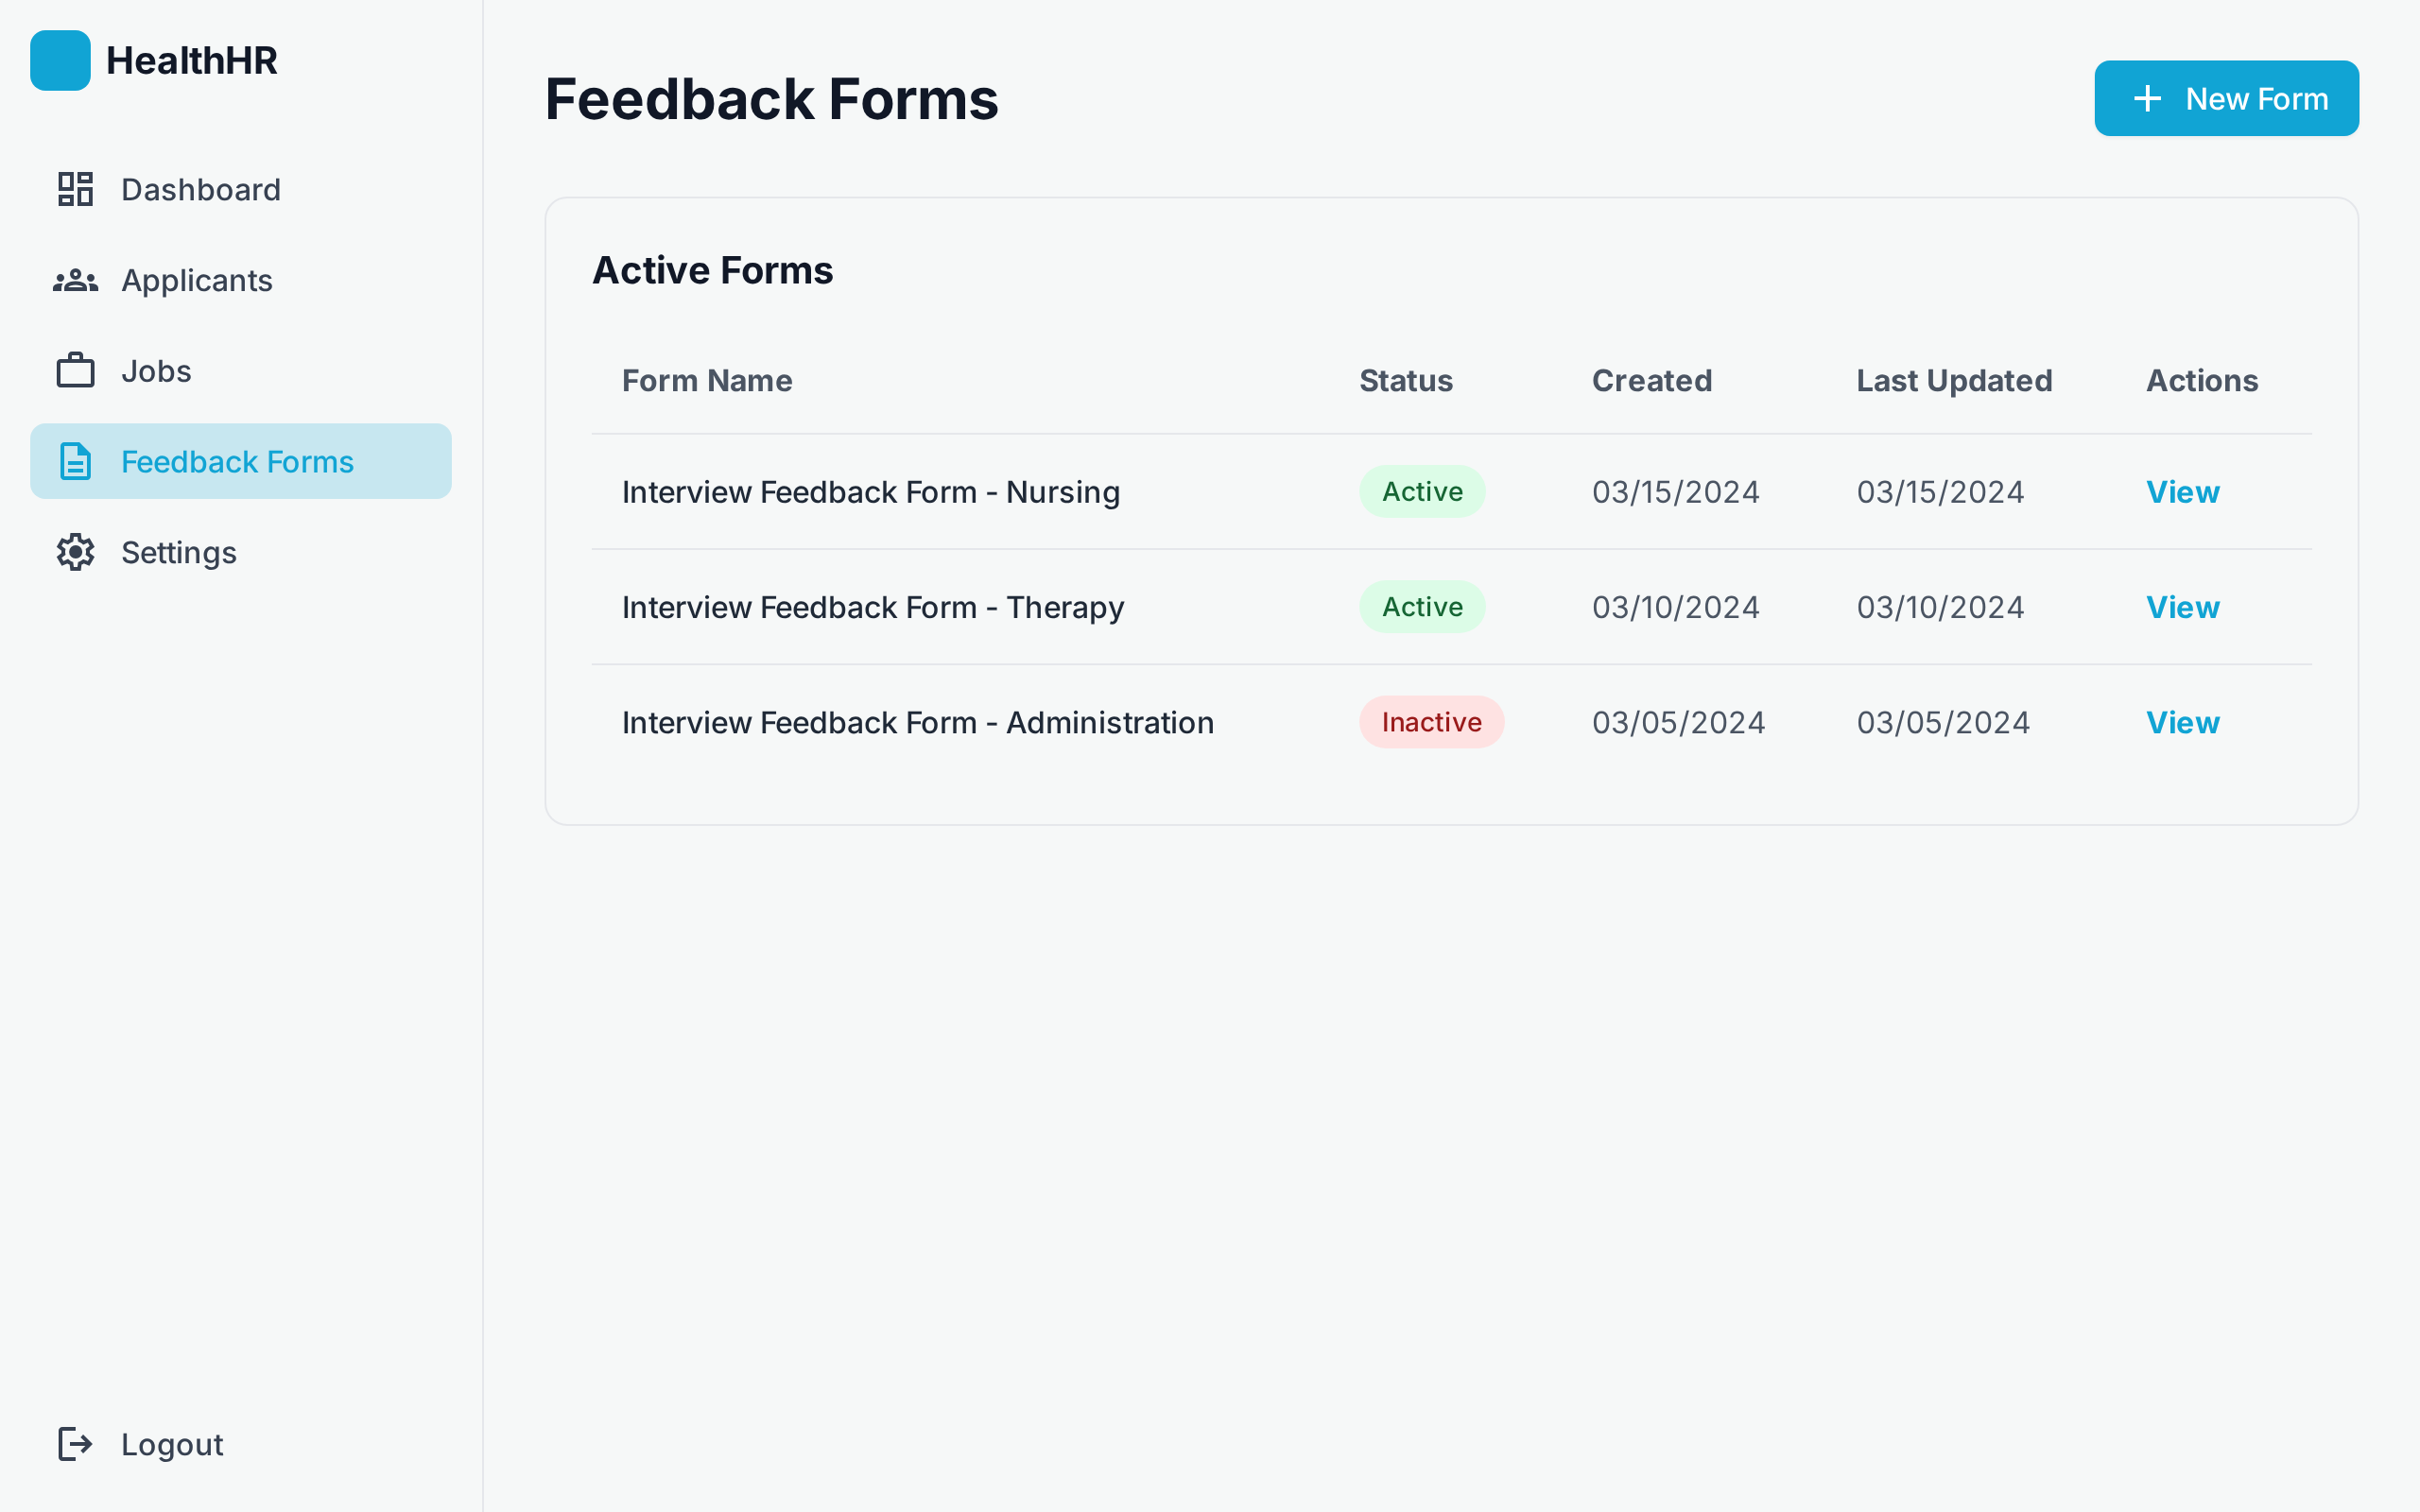 HealthHR
Dashboard
Applicants
Jobs
Feedback Forms
Settings
Logout
Feedback Forms
New Form
Active Forms
Form Name Status Created Last Updated Actions
Interview Feedback Form - Nursing Active 03/15/2024 03/15/2024 View
Interview Feedback Form - Therapy Active 03/10/2024 03/10/2024 View
Interview Feedback Form - Administration Inactive 03/05/2024 03/05/2024 View